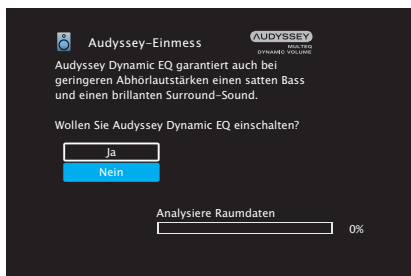 Audyssey-Einmess
AUDYSSEY
MULTEQ
DYNAMIC VOLUME
Audyssey Dynamic EQ garantiert auch bei
geringeren Abhörlautstärken einen satten Bass
und einen brillanten Surround-Sound.
Wollen Sie Audyssey Dynamic EQ einschalten?
Ja
Nein
Analysiere Raumdaten
0%